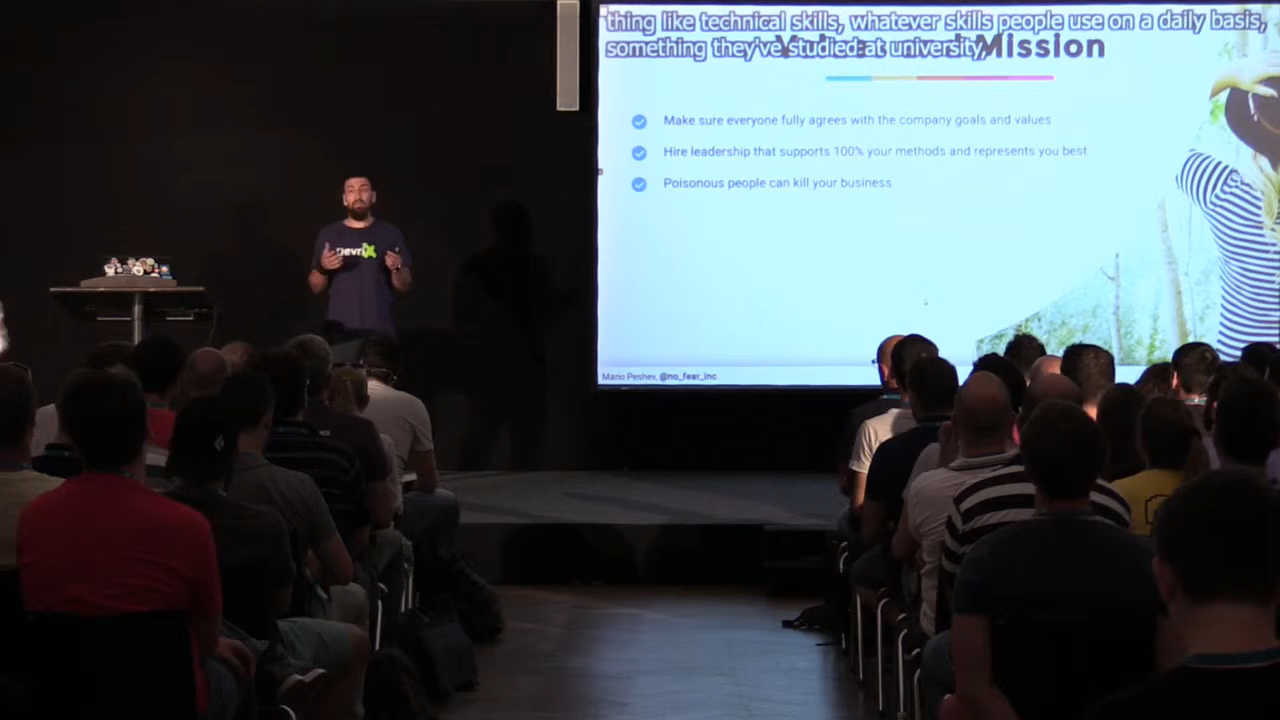 thing like technical skills, whatever skills people use on a daily basis,
something they've studied at university,
Mission
Make sure everyone fully agrees with the company goals and values
Hire leadership that supports 100% your methods and represents you best
Poisonous people can kill your business
Mario Peshev, @no_fear_inc
DevriX